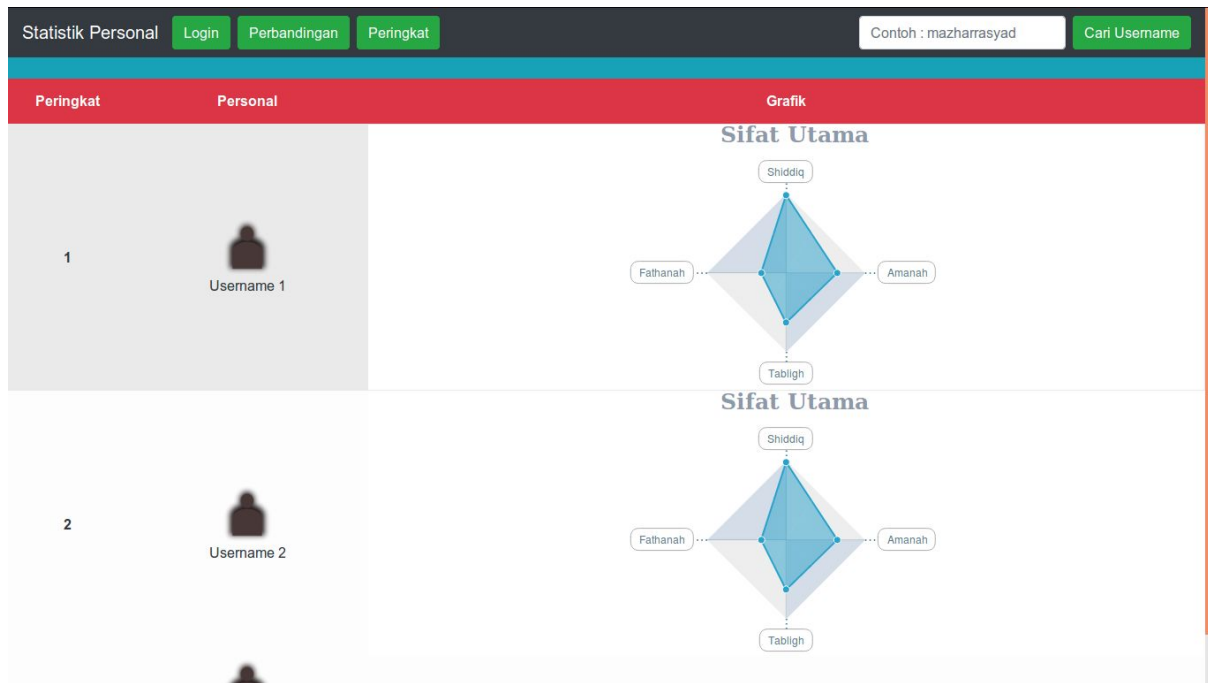 Statistik Personal Login Perbandingan Peringkat Contoh : mazharrasyad Cari Username
Peringkat Personal Grafik
Sifat Utama
Shiddiq
1
Fathanah Amanah
Username 1
Tabligh
Sifat Utama
Shiddiq
2
Fathanah Amanah
Username 2
Tabligh